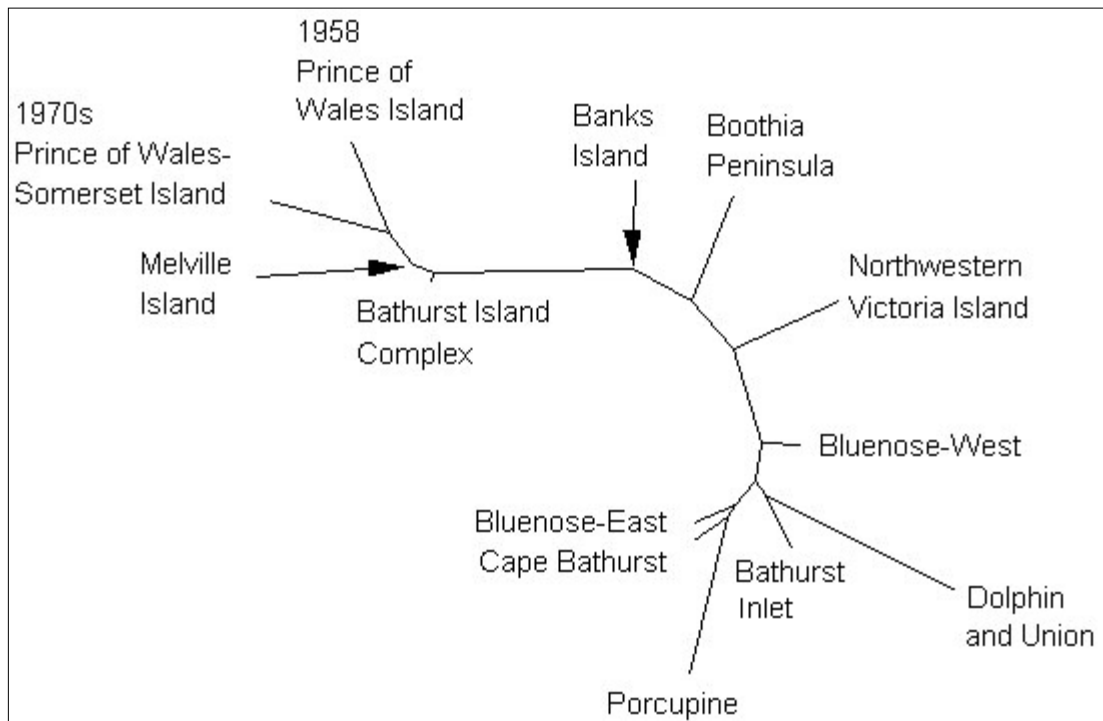 1958
Prince of
Wales Island
1970s
Prince of Wales-
Somerset Island
Banks
Island
Boothia
Peninsula
Melville
Island
Bathurst Island
Complex
Northwestern
Victoria Island
Bluenose-West
Bluenose-East
Cape Bathurst
Bathurst
Inlet
Dolphin
and Union
Porcupine